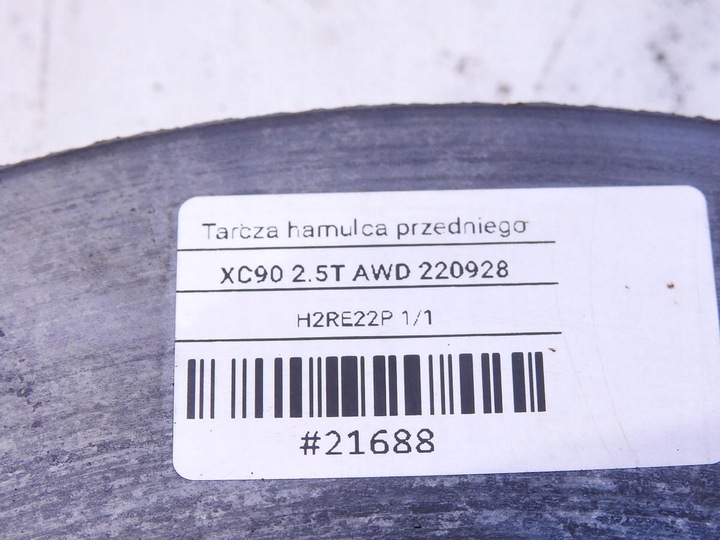 Tarcza hamulca przedniego
XC90 2.5T AWD 220928
H2RE22P 1/1
#21688